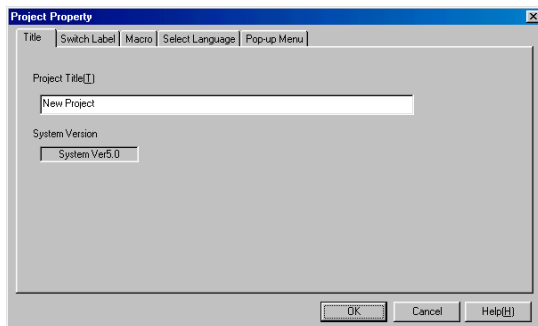 Project Property
Title Switch Label Macro Select Language Pop-up Menu
Project Title[T]
New Project
System Version
System Ver5.0
OK Cancel Help[H]